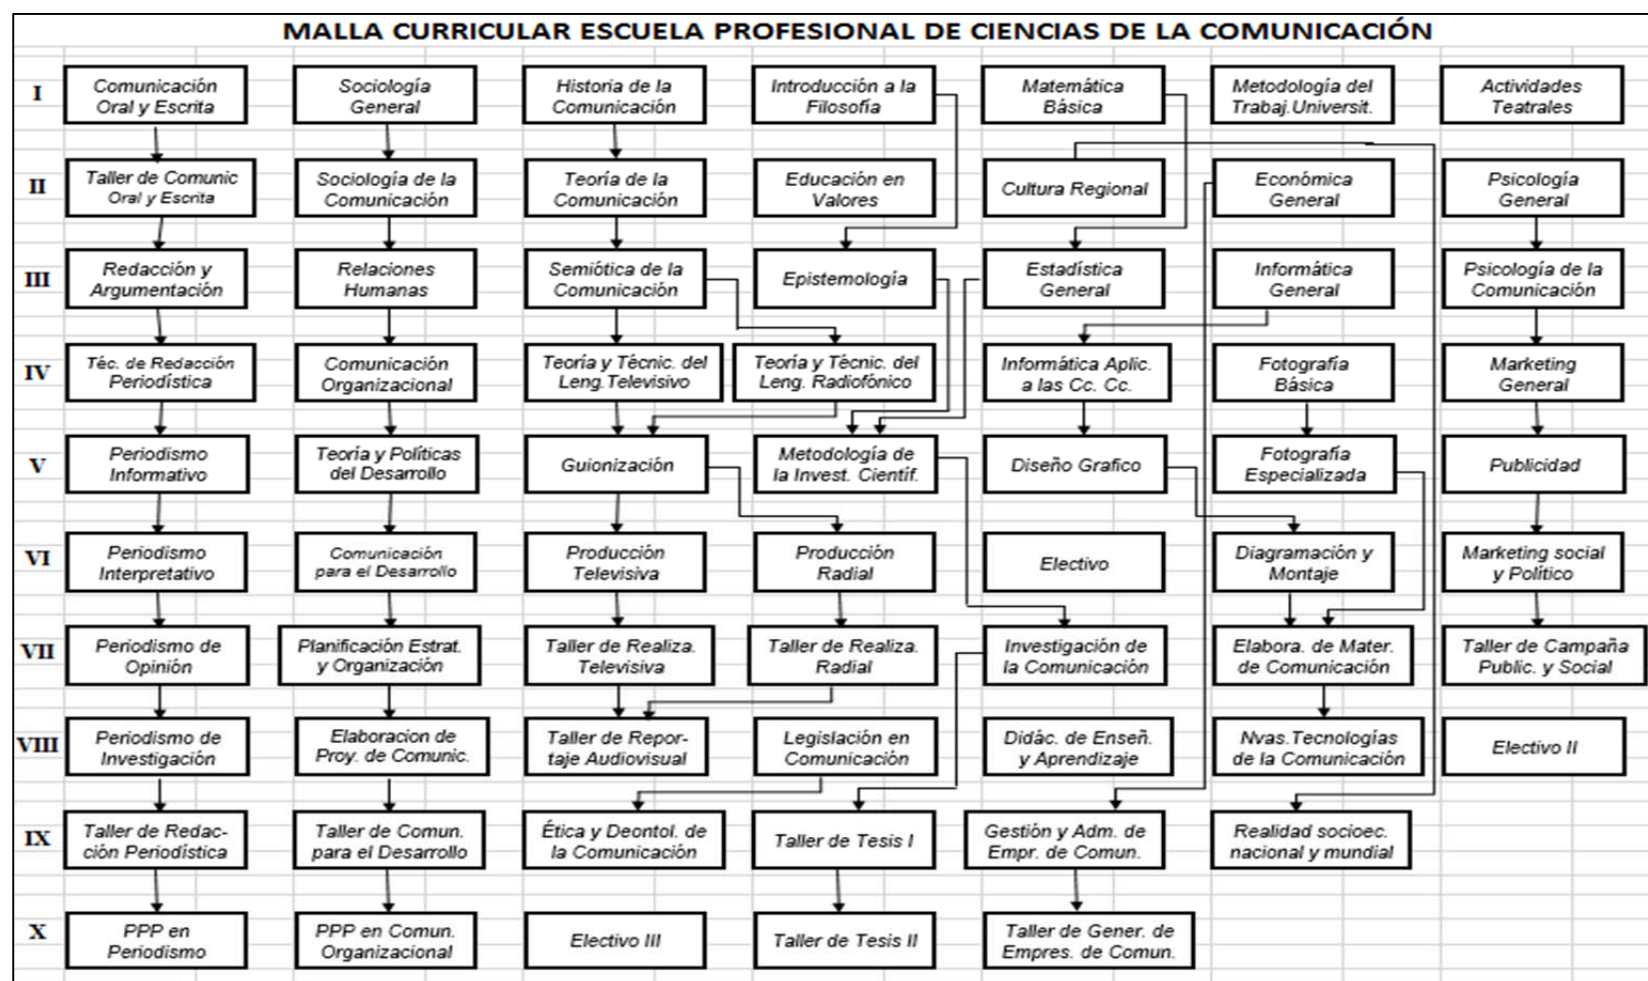 MALLA CURRICULAR ESCUELA PROFESIONAL DE CIENCIAS DE LA COMUNICACIÓN
I
Comunicación
Oral y Escrita
Sociología
General
Historia de la
Comunicación
Introducción a la
Filosofía
Matemática
Básica
Metodología del
Trabaj.Universit.
Actividades
Teatrales
II
Taller de Comunic
Oral y Escrita
Sociología de la
Comunicación
Teoría de la
Comunicación
Educación en
Valores
Cultura Regional
Económica
General
Psicología
General
III
Redacción y
Argumentación
Relaciones
Humanas
Semiótica de la
Comunicación
Epistemología
Estadística
General
Informática
General
Psicología de la
Comunicación
IV
Téc. de Redacción
Periodística
Comunicación
Organizacional
Teoría y Técnic. del
Leng.Televisivo
Teoría y Técnic. del
Leng. Radiofónico
Informática Aplic.
a las Cc. Cc.
Fotografía
Básica
Marketing
General
V
Periodismo
Informativo
Teoría y Políticas
del Desarrollo
Guionización
Metodología de
la Invest. Científ.
Diseño Grafico
Fotografía
Especializada
Publicidad
VI
Periodismo
Interpretativo
Comunicación
para el Desarrollo
Producción
Televisiva
Producción
Radial
Electivo
Diagramación y
Montaje
Marketing social
y Político
VII
Periodismo de
Opinión
Planificación Estrat.
y Organización
Taller de Realiza.
Televisiva
Taller de Realiza.
Radial
Investigación de
la Comunicación
Elabora. de Mater.
de Comunicación
Taller de Campaña
Public. y Social
VIII
Periodismo de
Investigación
Elaboracion de
Proy. de Comunic.
Taller de Repor-
taje Audiovisual
Legislación en
Comunicación
Didác. de Enseñ.
y Aprendizaje
Nvas.Tecnologías
de la Comunicación
Electivo II
IX
Taller de Redac-
ción Periodística
Taller de Comun.
para el Desarrollo
Ética y Deontol. de
la Comunicación
Taller de Tesis I
Gestión y Adm. de
Empr. de Comun.
Realidad socioec.
nacional y mundial
X
PPP en
Periodismo
PPP en Comun.
Organizacional
Electivo III
Taller de Tesis II
Taller de Gener. de
Empres. de Comun.